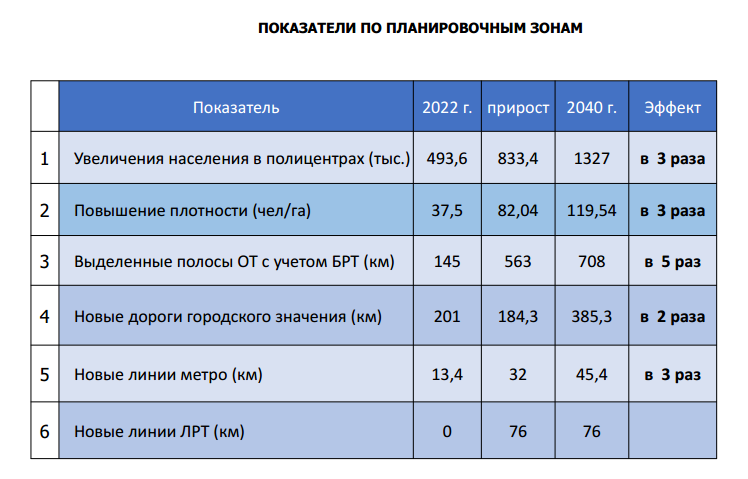 ПОКАЗАТЕЛИ ПО ПЛАНИРОВОЧНЫМ ЗОНАМ
Показатель 2022 г. прирост 2040 г. Эффект
1 Увеличения населения в полицентрах (тыс.) 493,6 833,4 1327 в 3 раза
2 Повышение плотности (чел/га) 37,5 82,04 119,54 в 3 раза
3 Выделенные полосы ОТ с учетом БРТ (км) 145 563 708 в 5 раз
4 Новые дороги городского значения (км) 201 184,3 385,3 в 2 раза
5 Новые линии метро (км) 13,4 32 45,4 в 3 раз
6 Новые линии ЛРТ (км) 0 76 76